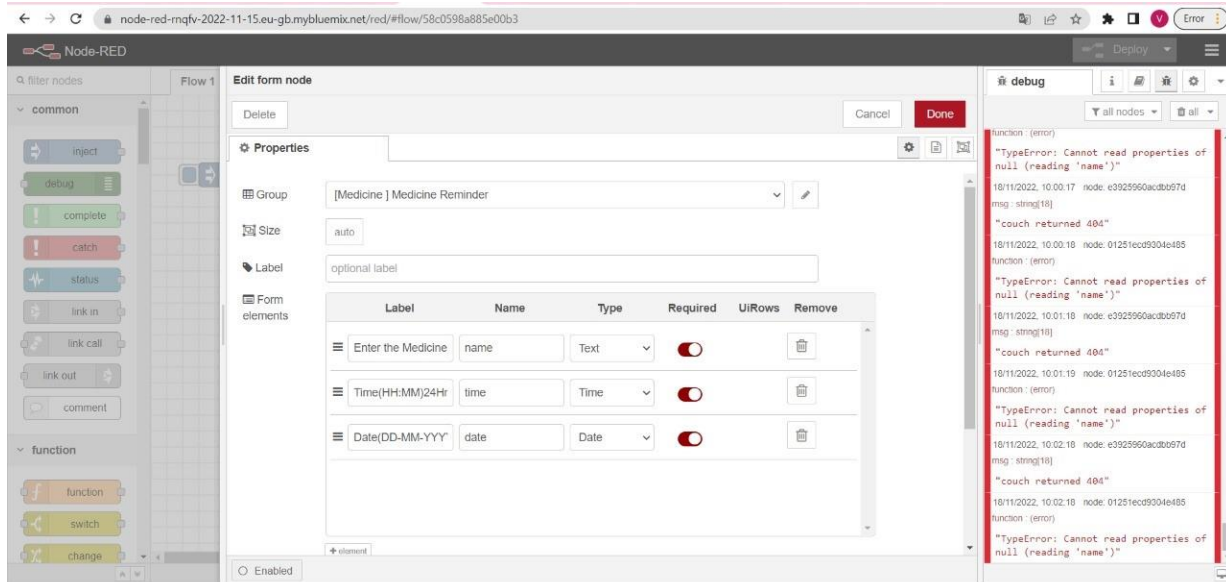 node-red-rnqfv-2022-11-15.eu-gb.mybluemix.net/red/#flow/58c0598a885e00b3
V
Error
Node-RED
Deploy
filter nodes
common
inject
debug
complete
catch
status
link in
link call
link out
comment
function
function
switch
change
Flow 1
Edit form node
Delete
Cancel
Done
Properties
Group
[Medicine ] Medicine Reminder
Size
auto
Label
optional label
Form
elements
Label Name Type Required UiRows Remove
Enter the Medicine name Text
Time(HH:MM)24Hr time Time
Date(DD-MM-YYY date Date
+ element
Enabled
debug
i
all nodes
all
function : (error)
"TypeError: Cannot read properties of
null (reading 'name')"
18/11/2022, 10:00:17 node: e3925960acdbb97d
msg : string[18]
"couch returned 404"
18/11/2022, 10:00:18 node: 01251ecd9304e485
function : (error)
"TypeError: Cannot read properties of
null (reading 'name')"
18/11/2022, 10:01:18 node: e3925960acdbb97d
msg : string[18]
"couch returned 404"
18/11/2022, 10:01:19 node: 01251ecd9304e485
function : (error)
"TypeError: Cannot read properties of
null (reading 'name')"
18/11/2022, 10:02:18 node: e3925960acdbb97d
msg : string[18]
"couch returned 404"
18/11/2022, 10:02:18 node: 01251ecd9304e485
function : (error)
"TypeError: Cannot read properties of
null (reading 'name')"